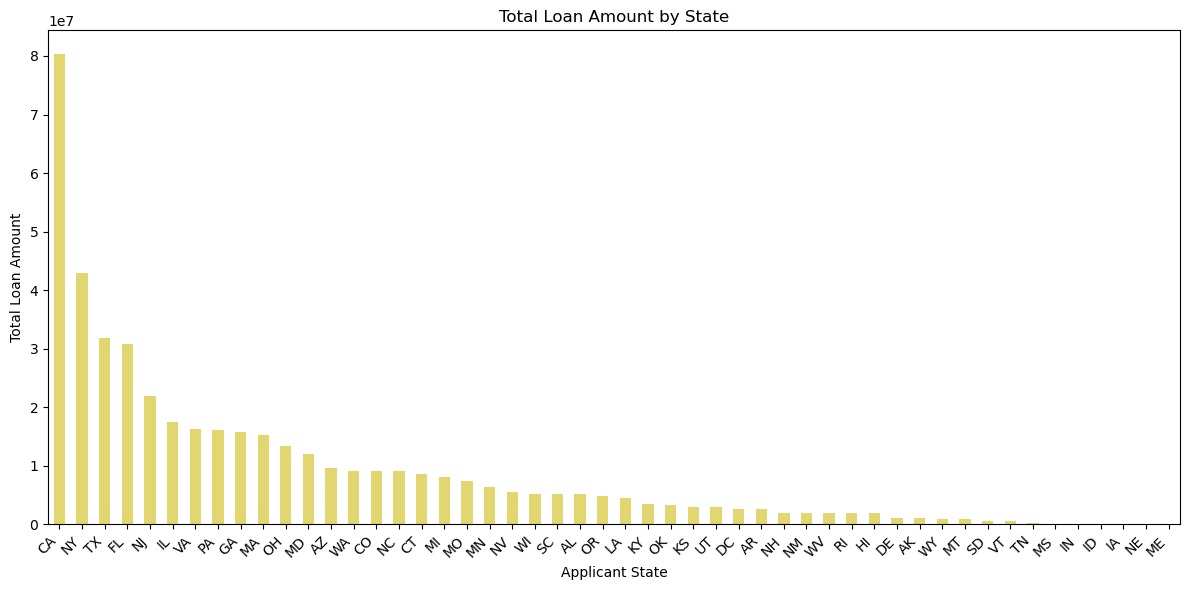 Total Loan Amount by State
1e7
8
7
6
5
4
3
2
1
0
Total Loan Amount
CA NY TX FL NJ IL VA PA GA MA OH MD AZ WA CO NC CT MI MO MN NV WI SC AL OR LA KY OK KS UT DC AR NH NM WV RI HI DE AK WY MT SD VT TN MS IN ID IA NE ME
Applicant State